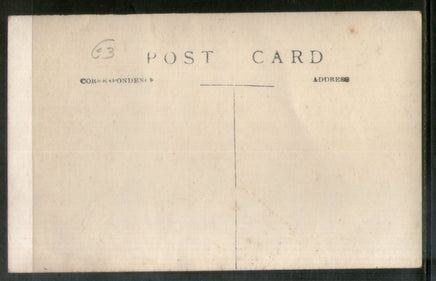 63
POST CARD
CORRESPONDENCE
ADDRESS